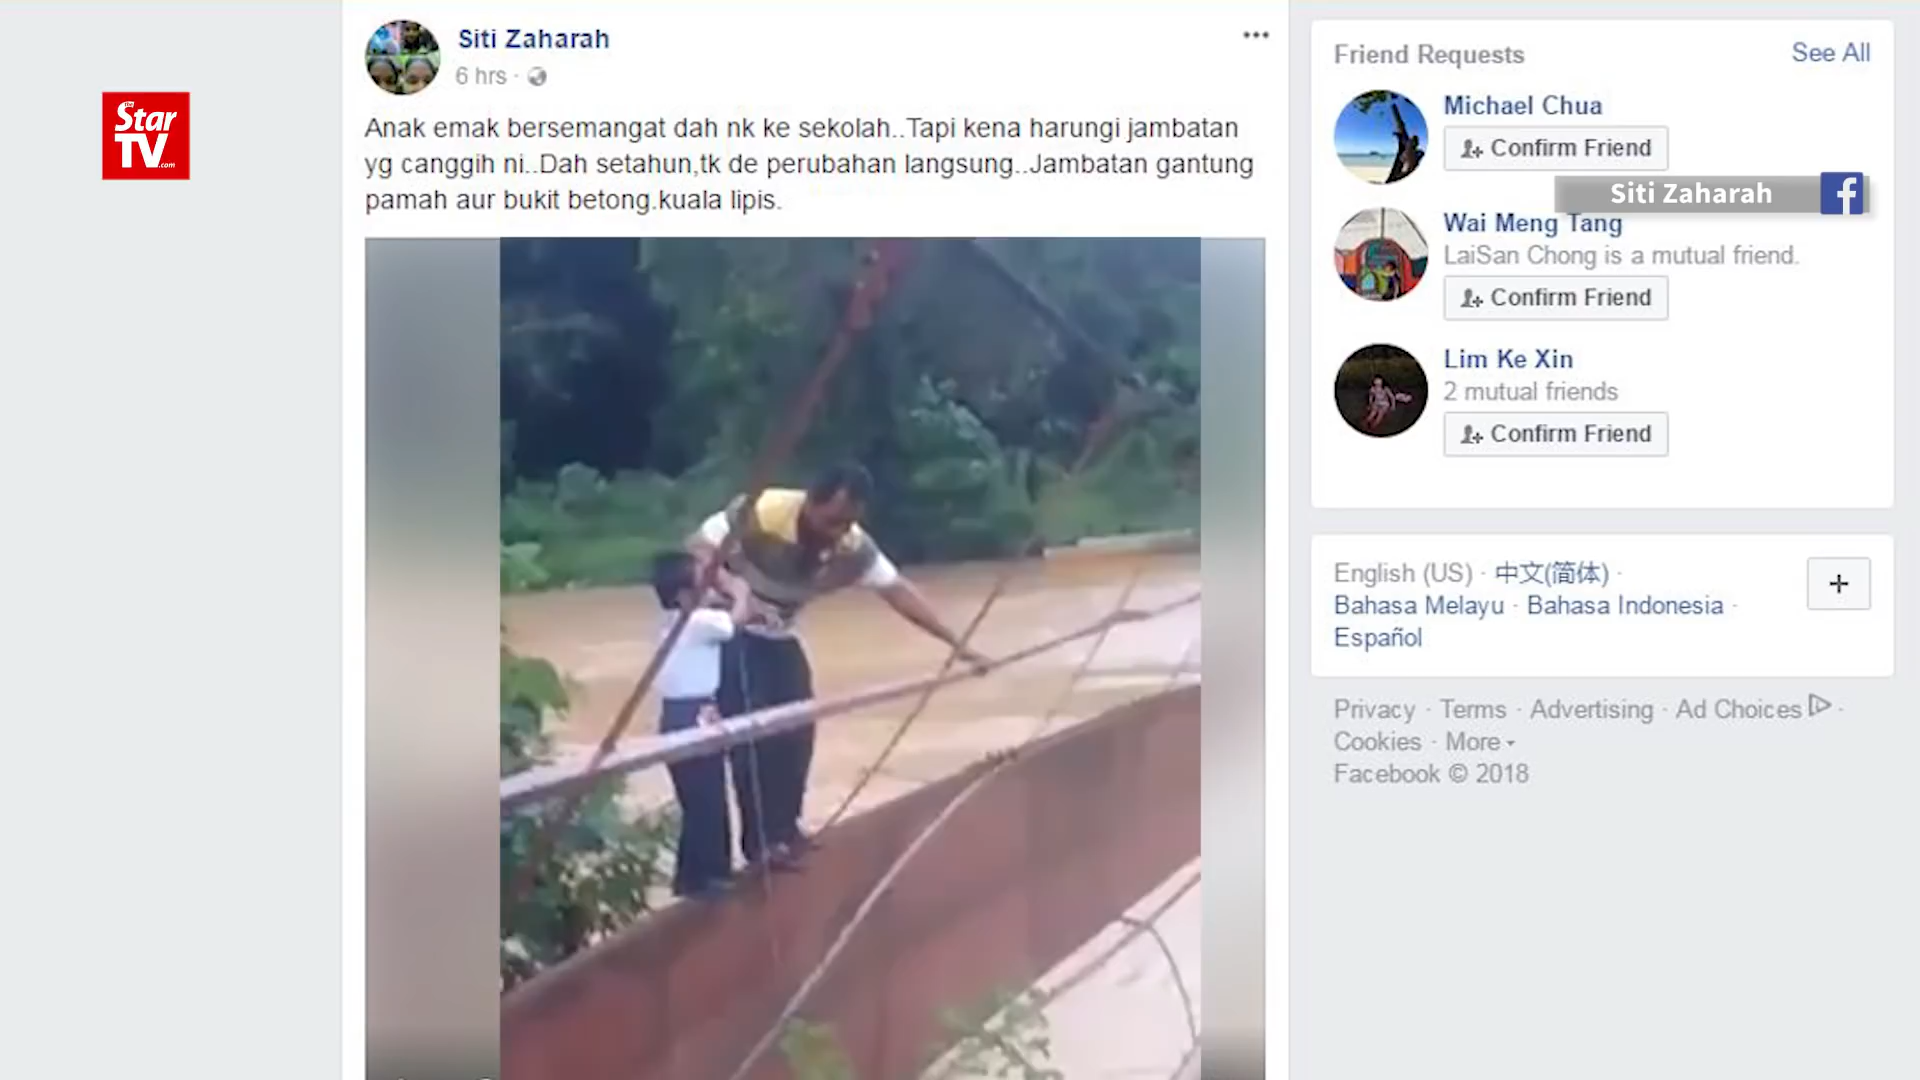 The
Star
TV
.com
Siti Zaharah
6 hrs ·
Anak emak bersemangat dah nk ke sekolah..Tapi kena harungi jambatan
yg canggih ni..Dah setahun,tk de perubahan langsung..Jambatan gantung
pamah aur bukit betong.kuala lipis.
Friend Requests
See All
Michael Chua
Confirm Friend
Siti Zaharah
Wai Meng Tang
LaiSan Chong is a mutual friend.
Confirm Friend
Lim Ke Xin
2 mutual friends
Confirm Friend
English (US) · 中文(简体) ·
Bahasa Melayu · Bahasa Indonesia ·
Español
Privacy · Terms · Advertising · Ad Choices ·
Cookies · More
Facebook © 2018